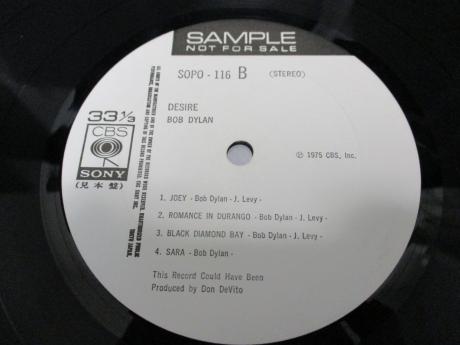 SAMPLE
NOT FOR SALE
SOPO - 116 B (STEREO)
DESIRE
BOB DYLAN
33 1/3
CBS
SONY
(見本盤)
℗ 1975 CBS, Inc.
1. JOEY - Bob Dylan - J. Levy -
2. ROMANCE IN DURANGO - Bob Dylan - J. Levy -
3. BLACK DIAMOND BAY - Bob Dylan - J. Levy -
4. SARA - Bob Dylan -
This Record Could Have Been
Produced by Don DeVito